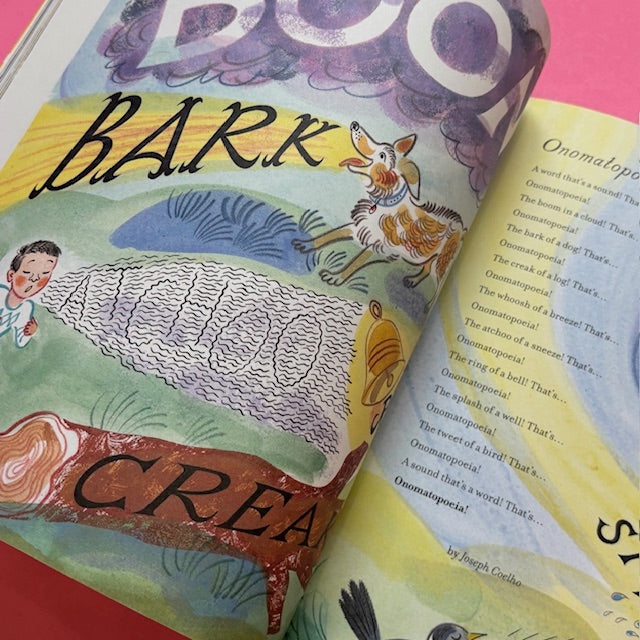 BOO
BARK
ATCHOO
CREA
Onomatopo
A word that's a sound! Tha
Onomatopoeia!
The boom in a cloud! That's.
Onomatopoeia!
The bark of a dog! That's...
Onomatopoeia!
The creak of a log! That's...
Onomatopoeia!
The whoosh of a breeze! That's...
Onomatopoeia!
The atchoo of a sneeze! That's...
Onomatopoeia!
The ring of a bell! That's...
Onomatopoeia!
The splash of a well! That's...
Onomatopoeia!
The tweet of a bird! That's...
Onomatopoeia!
A sound that's a word! That's...
Onomatopoeia!
by Joseph Coelho